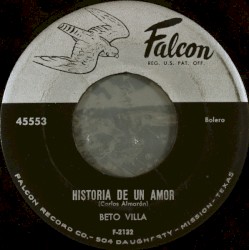 Falcon
REG. U.S. PAT. OFF.
45553
Bolero
HISTORIA DE UN AMOR
(Carlos Almarán)
BETO VILLA
F-2132
FALCON RECORD CO.-504 DAUGHERTY-MISSION-TEXAS